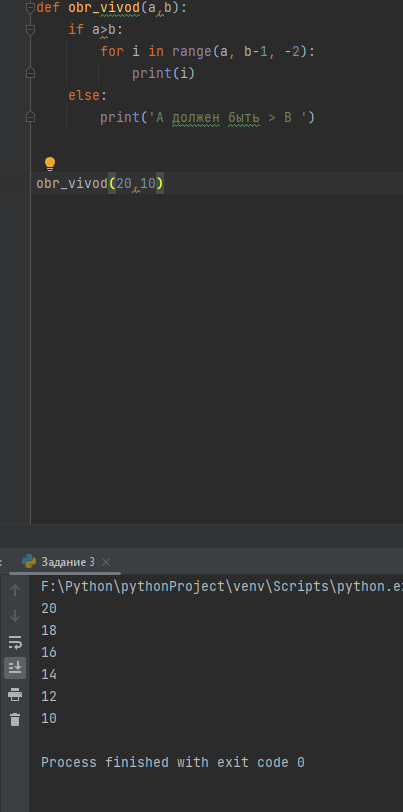 def obr_vivod(a,b):
    if a>b:
        for i in range(a, b-1, -2):
            print(i)
    else:
        print('А должен быть > В ')
obr_vivod(20,10)
Задание 3 ×
F:\Python\pythonProject\venv\Scripts\python.ex
20
18
16
14
12
10
Process finished with exit code 0